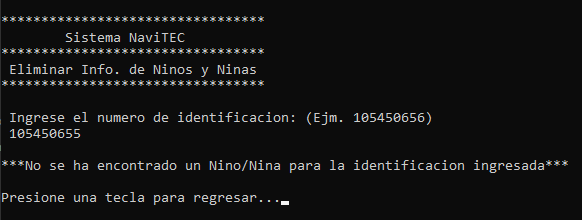 *********************************
Sistema NaviTEC
*********************************
Eliminar Info. de Ninos y Ninas
*********************************
Ingrese el numero de identificacion: (Ejm. 105450656)
105450655
***No se ha encontrado un Nino/Nina para la identificacion ingresada***
Presione una tecla para regresar...